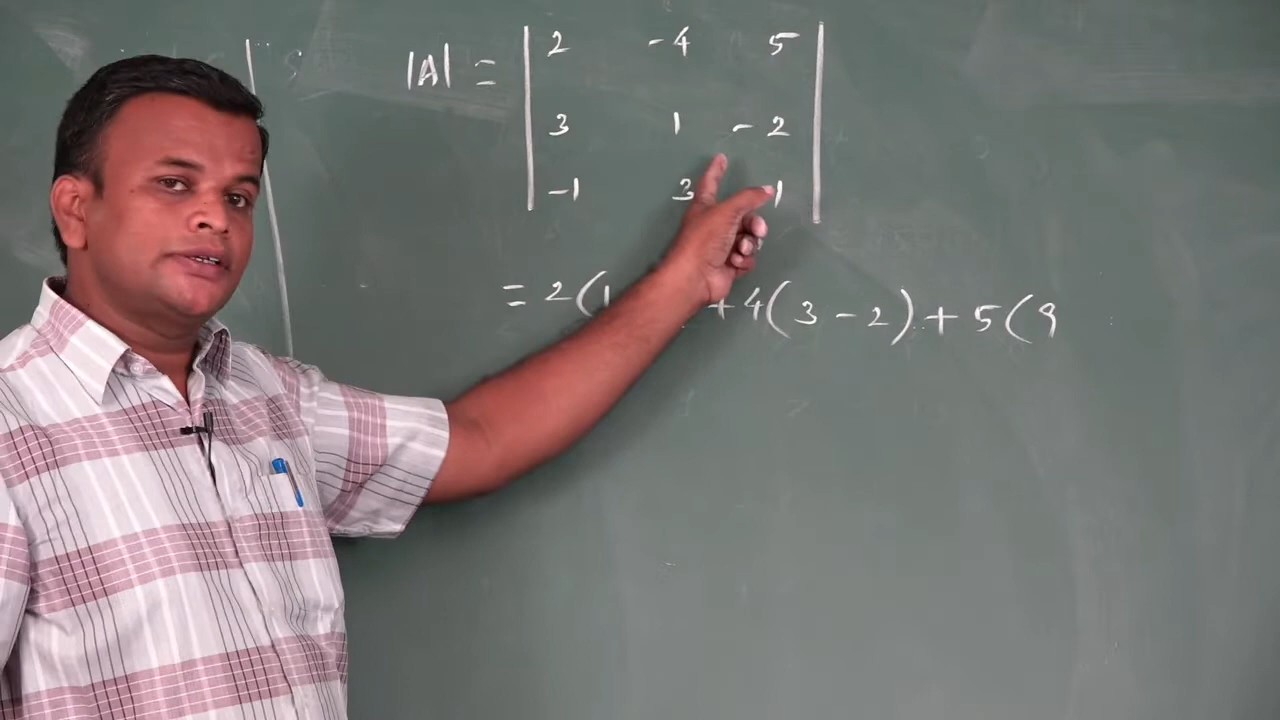 |A| = | 2 -4 5 |
| 3 1 -2 |
| -1 3 1 |
= 2(1 +4(3-2)+5(9